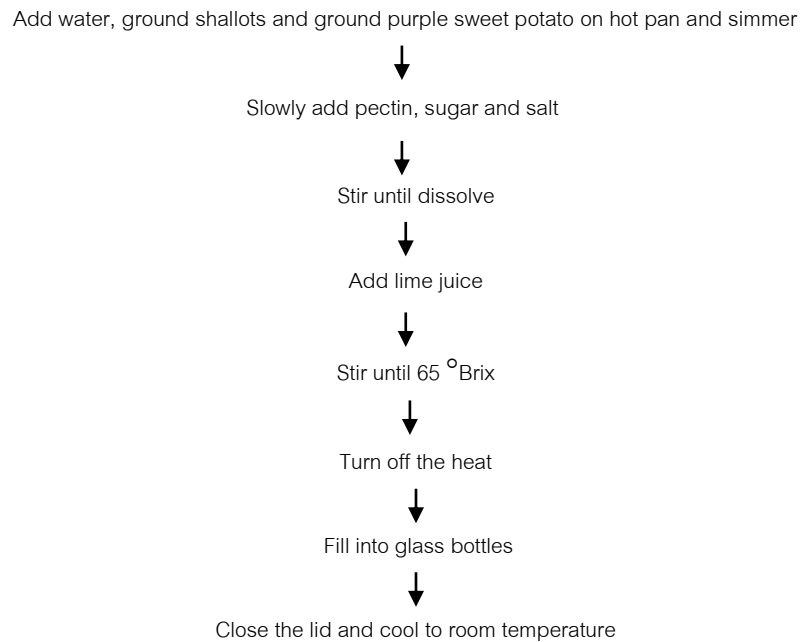 Add water, ground shallots and ground purple sweet potato on hot pan and simmer
Slowly add pectin, sugar and salt
Stir until dissolve
Add lime juice
Stir until 65 °Brix
Turn off the heat
Fill into glass bottles
Close the lid and cool to room temperature